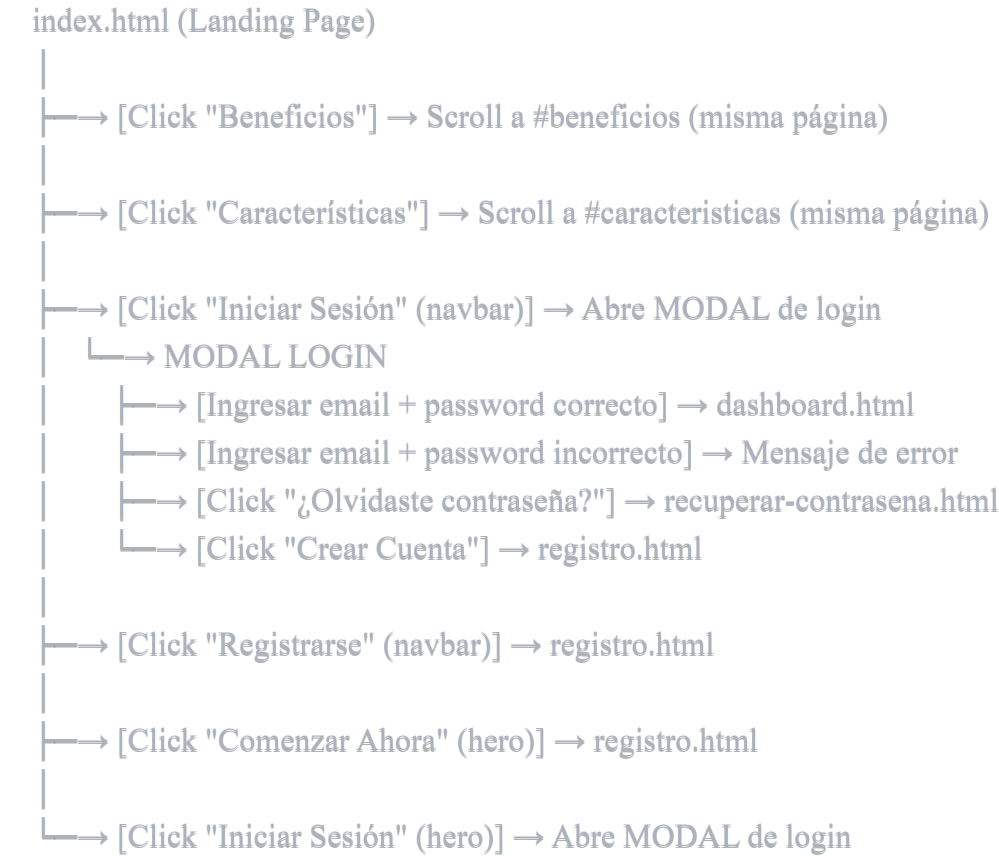 index.html (Landing Page)
│
├──→ [Click "Beneficios"] → Scroll a #beneficios (misma página)
│
├──→ [Click "Características"] → Scroll a #caracteristicas (misma página)
│
├──→ [Click "Iniciar Sesión" (navbar)] → Abre MODAL de login
│ └──→ MODAL LOGIN
│ ├──→ [Ingresar email + password correcto] → dashboard.html
│ ├──→ [Ingresar email + password incorrecto] → Mensaje de error
│ ├──→ [Click "¿Olvidaste contraseña?"] → recuperar-contrasena.html
│ └──→ [Click "Crear Cuenta"] → registro.html
│
├──→ [Click "Registrarse" (navbar)] → registro.html
│
├──→ [Click "Comenzar Ahora" (hero)] → registro.html
│
└──→ [Click "Iniciar Sesión" (hero)] → Abre MODAL de login